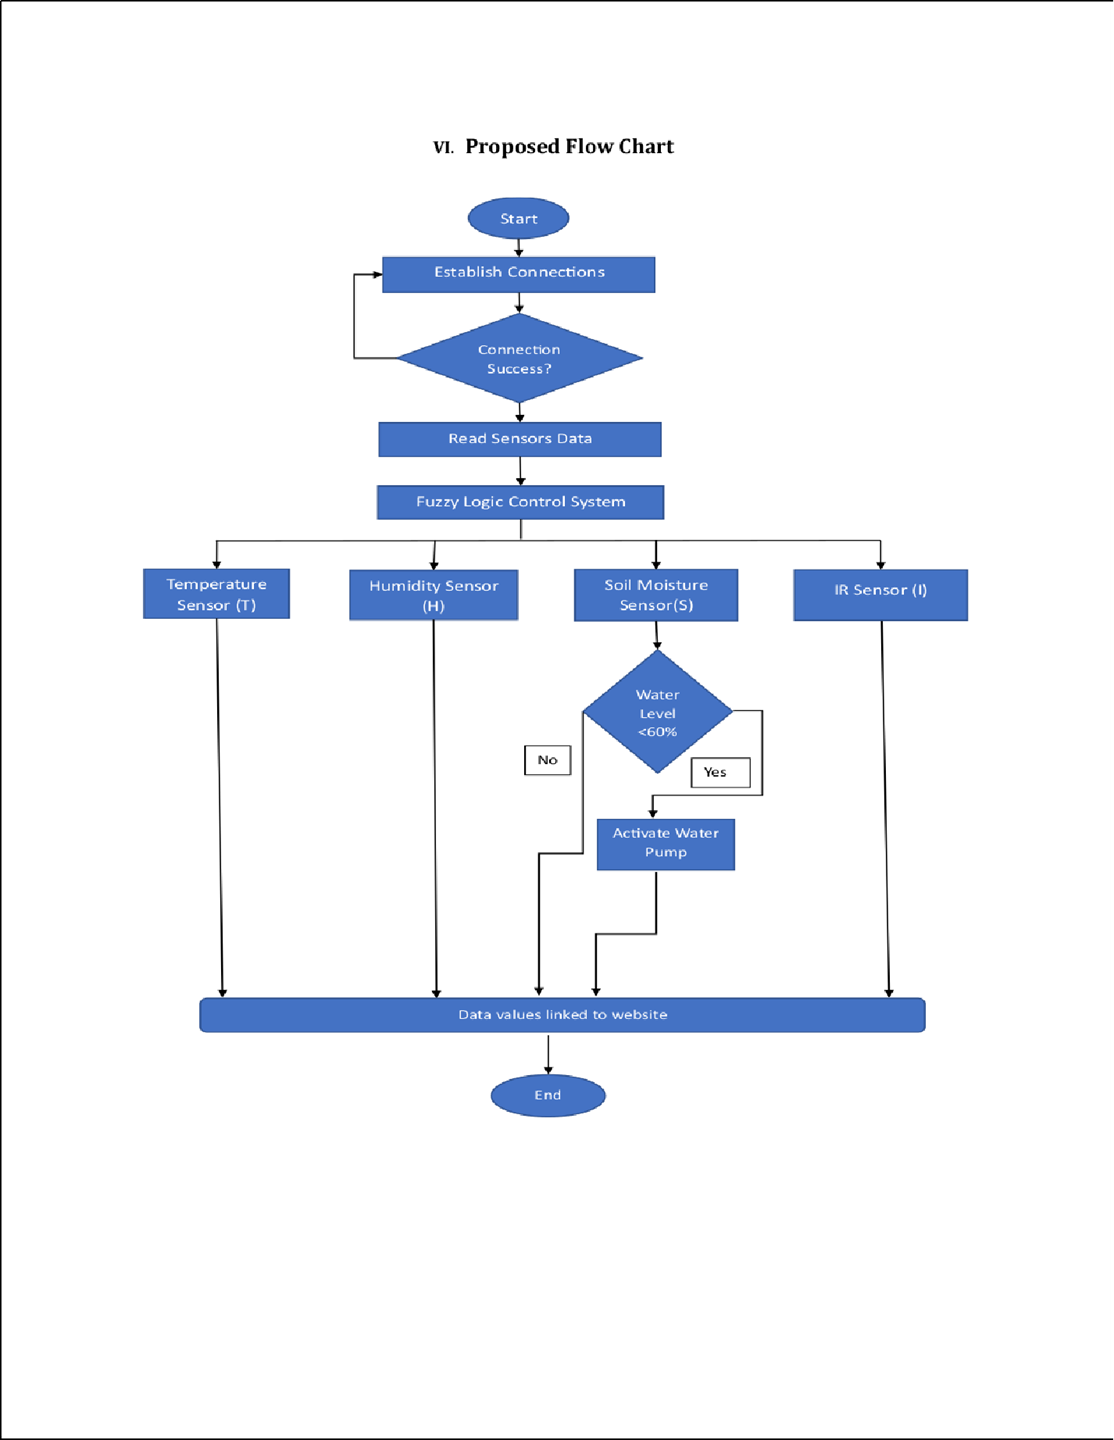 VI. Proposed Flow Chart
Start
Establish Connections
Connection
Success?
Read Sensors Data
Fuzzy Logic Control System
Temperature
Sensor (T)
Humidity Sensor
(H)
Soil Moisture
Sensor(S)
IR Sensor (I)
Water
Level
<60%
No
Yes
Activate Water
Pump
Data values linked to website
End